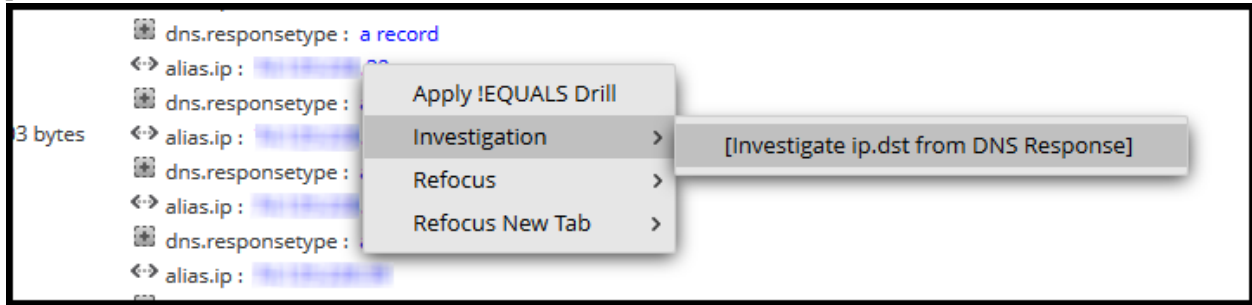 dns.responsetype : a record
alias.ip :
Apply !EQUALS Drill
dns.responsetype :
3 bytes
alias.ip :
Investigation
[Investigate ip.dst from DNS Response]
dns.responsetype :
Refocus
alias.ip :
Refocus New Tab
dns.responsetype :
alias.ip :